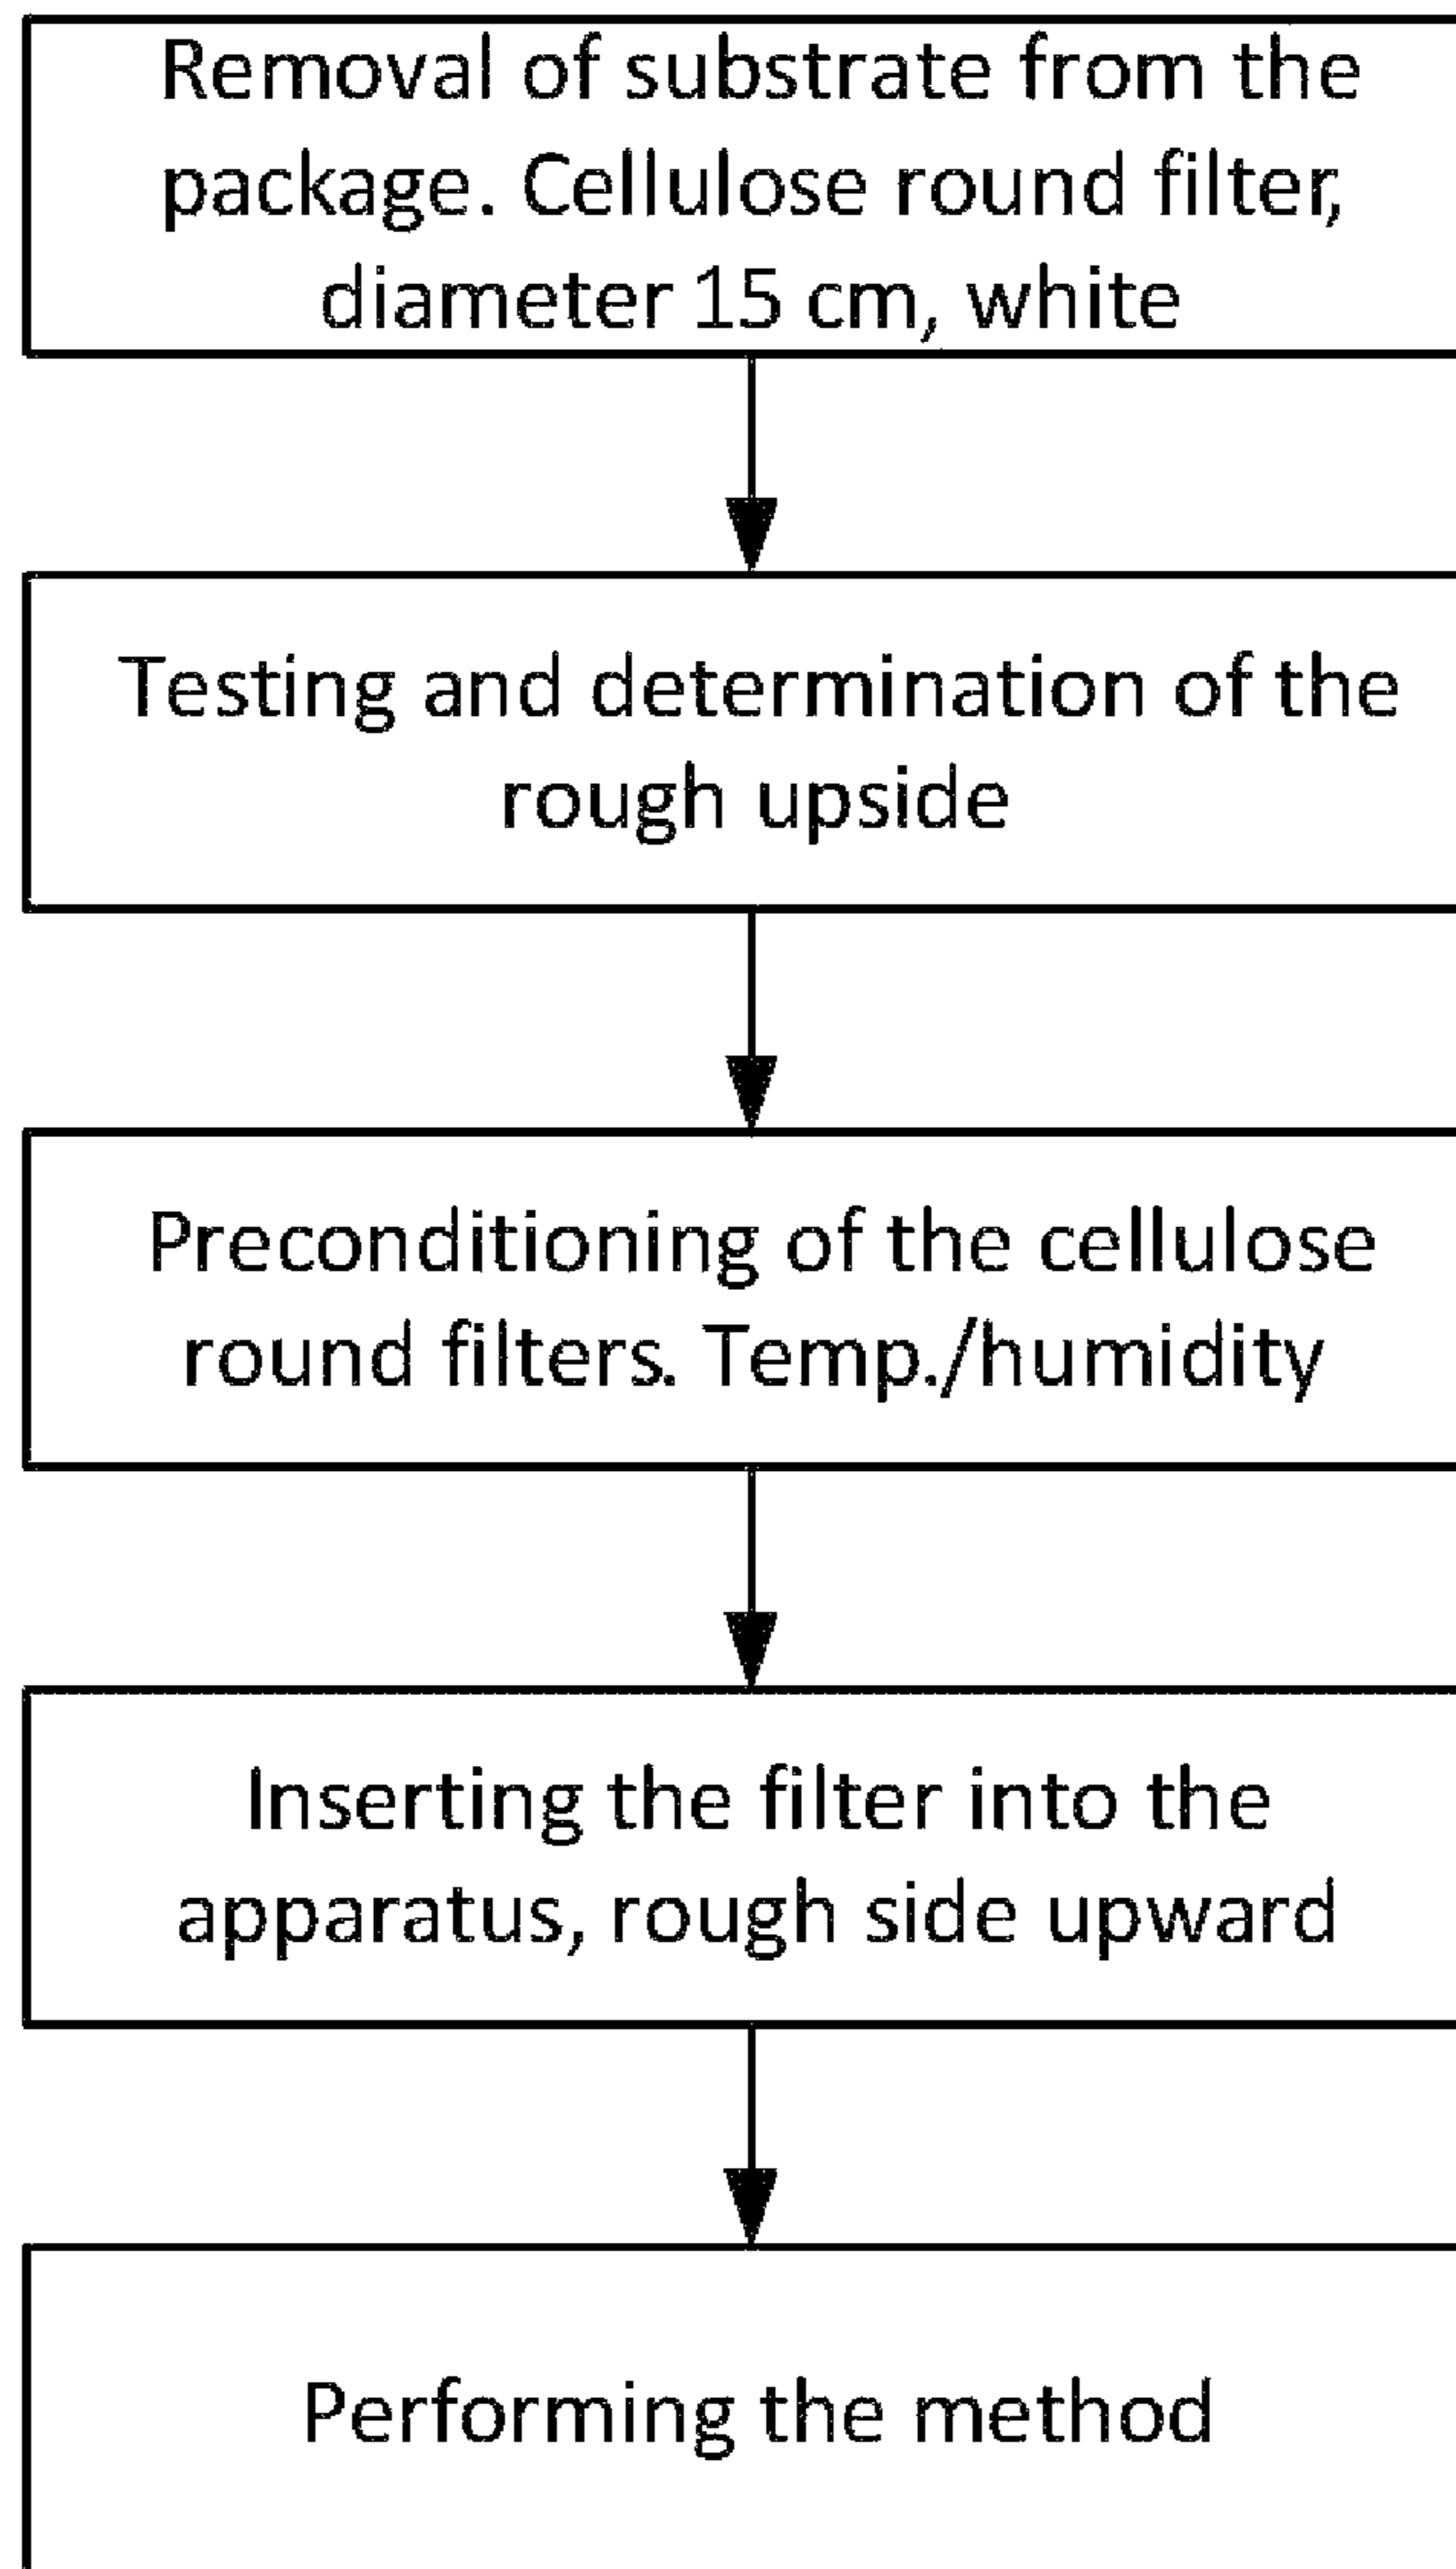 Removal of substrate from the
package. Cellulose round filter,
diameter 15 cm, white
Testing and determination of the
rough upside
Preconditioning of the cellulose
round filters. Temp./humidity
Inserting the filter into the
apparatus, rough side upward
Performing the method